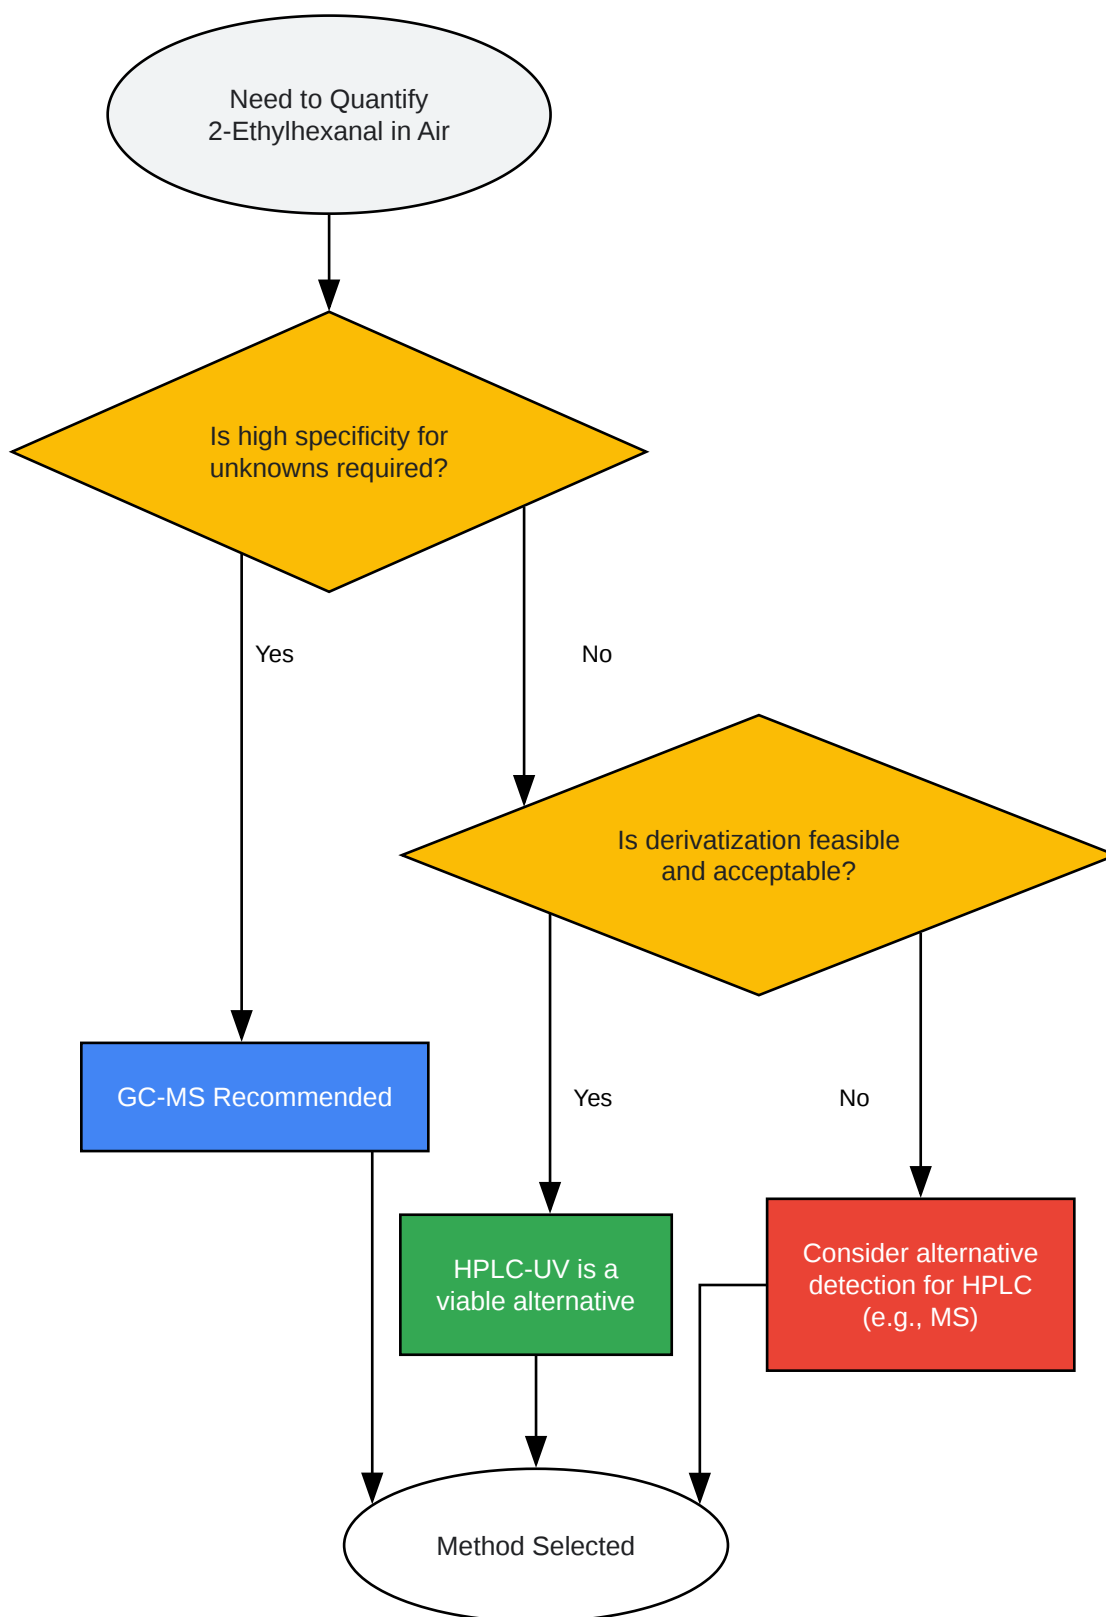 Need to Quantify
2-Ethylhexanal in Air
Is high specificity for
unknowns required?
Yes
No
Is derivatization feasible
and acceptable?
GC-MS Recommended
Yes
No
HPLC-UV is a
viable alternative
Consider alternative
detection for HPLC
(e.g., MS)
Method Selected